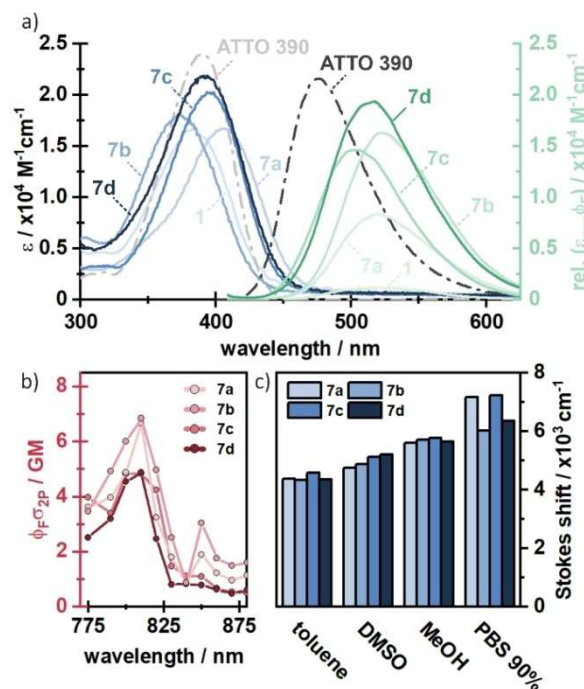 a)
ATTO 390
ATTO 390
7c
7d
7b
7a
7c
7d
7b
1
7a
1
2.5
2.0
1.5
1.0
0.5
0
2.5
2.0
1.5
1.0
0.5
0
ε / x10⁴ M⁻¹cm⁻¹
x10⁴ M⁻¹cm⁻¹
300
400
500
600
wavelength / nm
b)
7a
7b
7c
7d
8
6
4
2
0
ϕFσ2P / GM
775
825
875
wavelength / nm
c)
7a
7b
7c
7d
8
6
4
2
0
Stokes shift / x10³ cm⁻¹
toluene
DMSO
MeOH
PBS 90%